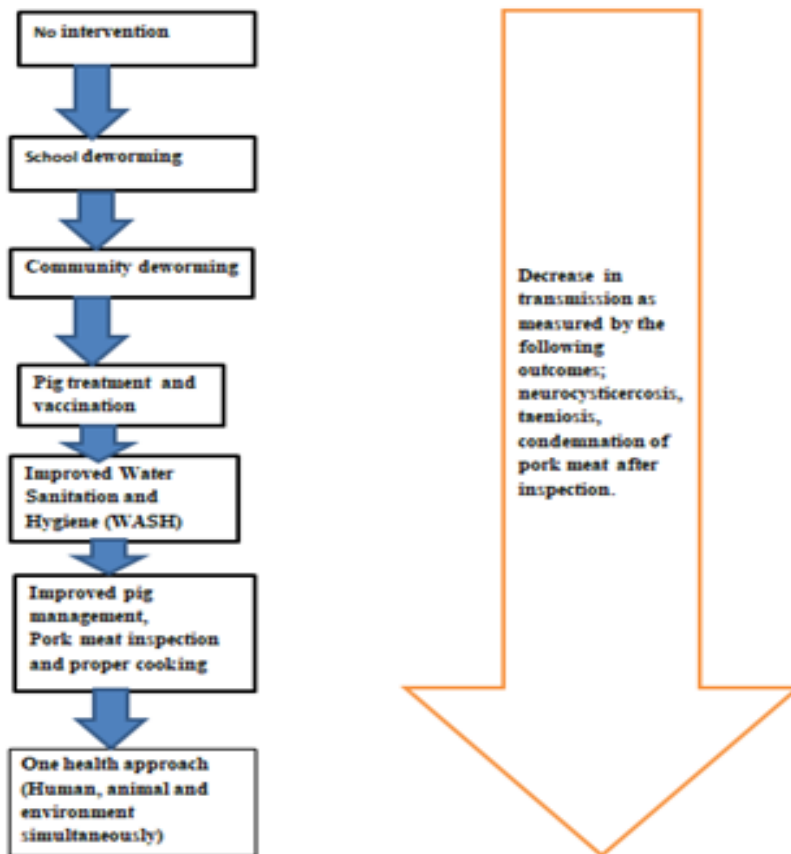 No intervention
School deworming
Community deworming
Pig treatment and
vaccination
Improved Water
Sanitation and
Hygiene (WASH)
Improved pig
management,
Pork meat inspection
and proper cooking
One health approach
(Human, animal and
environment
simultaneously)
Decrease in
transmission as
measured by the
following
outcomes;
neurocysticercosis,
taeniosis,
condemnation of
pork meat after
inspection.